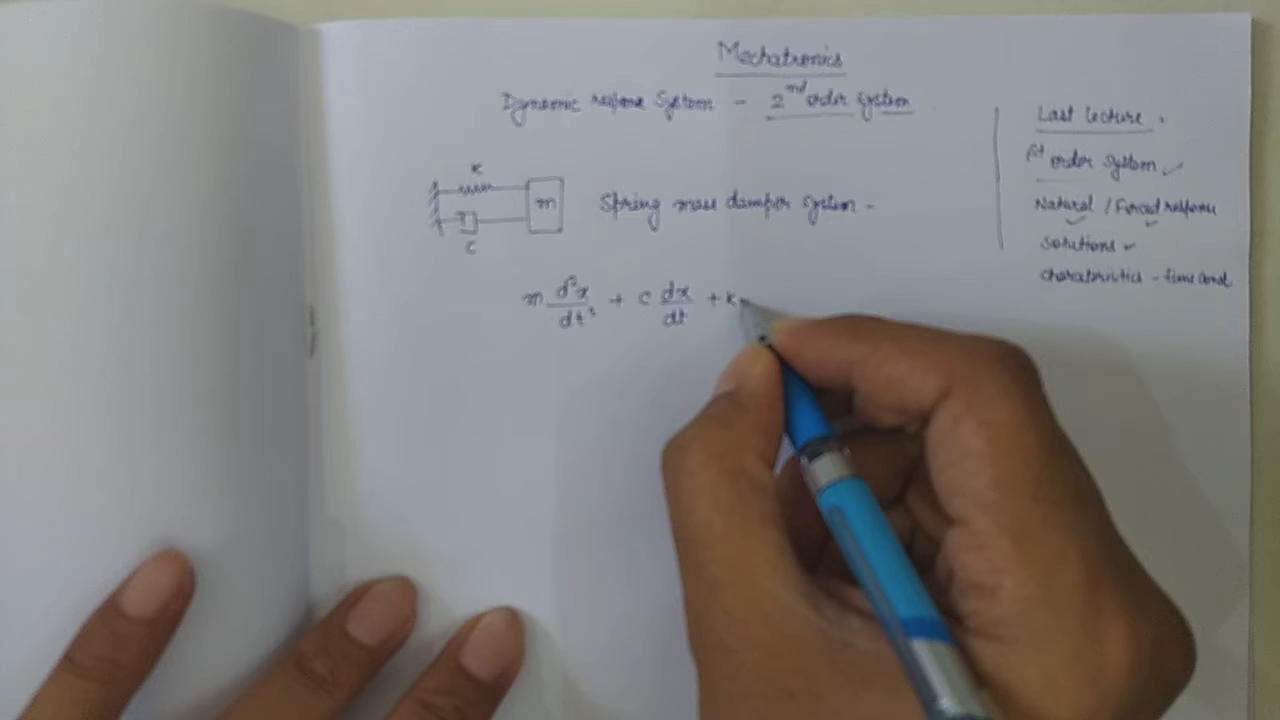 Mechatronics
Dynamic response System - 2nd order system
K
m
C
Spring mass damper system -
m d²x/dt² + c dx/dt + k
Last lecture.
1st order system
Natural / Forced response
solutions
characteristics - time const